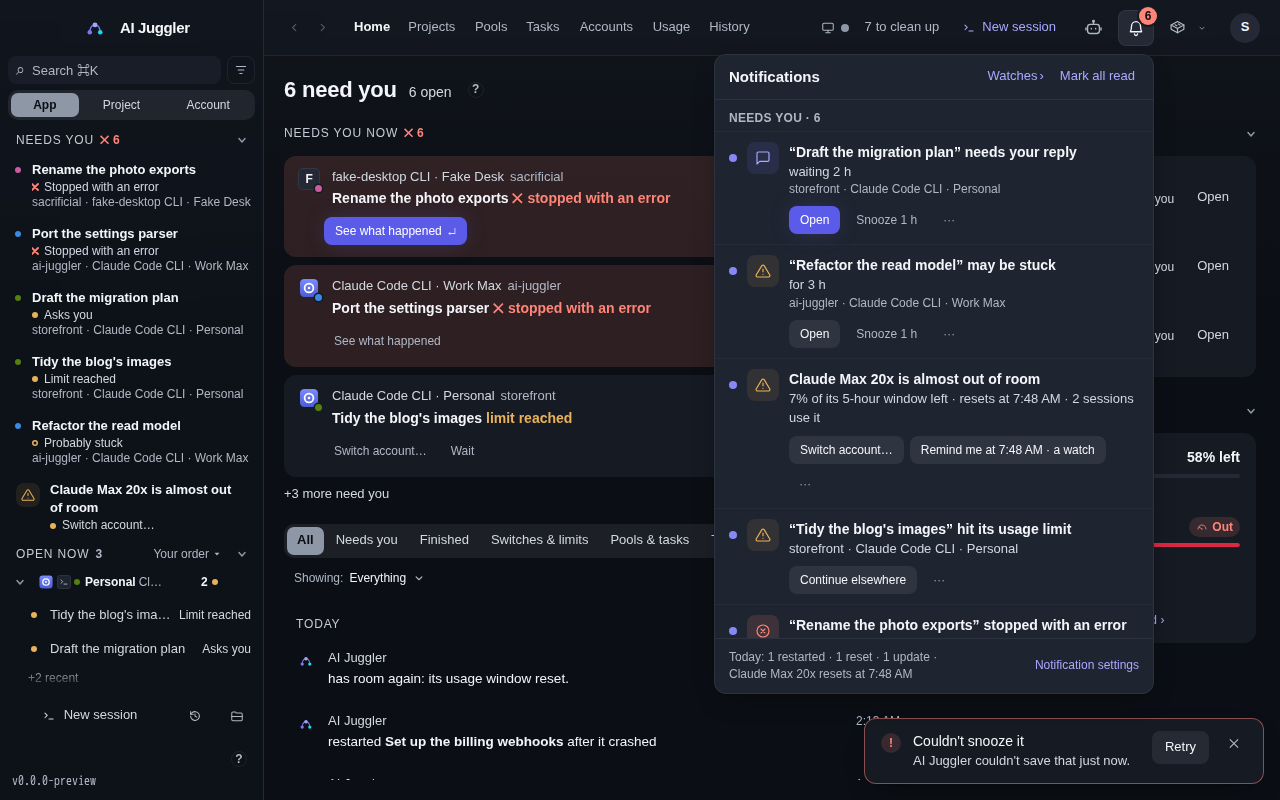 AI Juggler
Search ⌘K
App
Project
Account
NEEDS YOU 6
Rename the photo exports
Stopped with an error
sacrificial · fake-desktop CLI · Fake Desk
Port the settings parser
Stopped with an error
ai-juggler · Claude Code CLI · Work Max
Draft the migration plan
Asks you
storefront · Claude Code CLI · Personal
Tidy the blog's images
Limit reached
storefront · Claude Code CLI · Personal
Refactor the read model
Probably stuck
ai-juggler · Claude Code CLI · Work Max
Claude Max 20x is almost out of room
Switch account…
OPEN NOW 3
Your order
Personal Cl…
2
Tidy the blog's ima… Limit reached
Draft the migration plan Asks you
+2 recent
New session
?
v0.0.0-preview
Home
Projects
Pools
Tasks
Accounts
Usage
History
7 to clean up
New session
6
S
6 need you 6 open ?
NEEDS YOU NOW 6
F
fake-desktop CLI · Fake Desk sacrificial
Rename the photo exports stopped with an error
See what happened
Claude Code CLI · Work Max ai-juggler
Port the settings parser stopped with an error
See what happened
Claude Code CLI · Personal storefront
Tidy the blog's images limit reached
Switch account…
Wait
+3 more need you
All
Needs you
Finished
Switches & limits
Pools & tasks
Showing: Everything
TODAY
AI Juggler
has room again: its usage window reset.
AI Juggler
restarted Set up the billing webhooks after it crashed
you Open
you Open
you Open
58% left
Out
Notifications
Watches ›
Mark all read
NEEDS YOU · 6
“Draft the migration plan” needs your reply
waiting 2 h
storefront · Claude Code CLI · Personal
Open
Snooze 1 h
…
“Refactor the read model” may be stuck
for 3 h
ai-juggler · Claude Code CLI · Work Max
Open
Snooze 1 h
…
Claude Max 20x is almost out of room
7% of its 5-hour window left · resets at 7:48 AM · 2 sessions
use it
Switch account…
Remind me at 7:48 AM · a watch
…
“Tidy the blog's images” hit its usage limit
storefront · Claude Code CLI · Personal
Continue elsewhere
…
“Rename the photo exports” stopped with an error
Today: 1 restarted · 1 reset · 1 update ·
Claude Max 20x resets at 7:48 AM
Notification settings
!
Couldn't snooze it
AI Juggler couldn't save that just now.
Retry